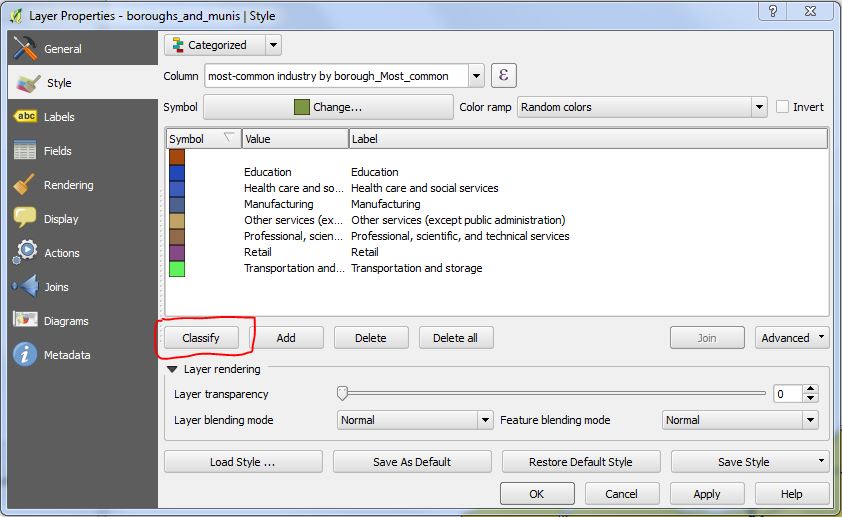 Layer Properties - boroughs_and_munis | Style
General
Style
abc Labels
Fields
Rendering
Display
Actions
Joins
Diagrams
Metadata
Categorized
Column most-common industry by borough_Most_common ε
Symbol Change... Color ramp Random colors Invert
Symbol Value Label
Education Education
Health care and so... Health care and social services
Manufacturing Manufacturing
Other services (ex... Other services (except public administration)
Professional, scien... Professional, scientific, and technical services
Retail Retail
Transportation and... Transportation and storage
Classify Add Delete Delete all Join Advanced
Layer rendering
Layer transparency 0
Layer blending mode Normal Feature blending mode Normal
Load Style ... Save As Default Restore Default Style Save Style
OK Cancel Apply Help